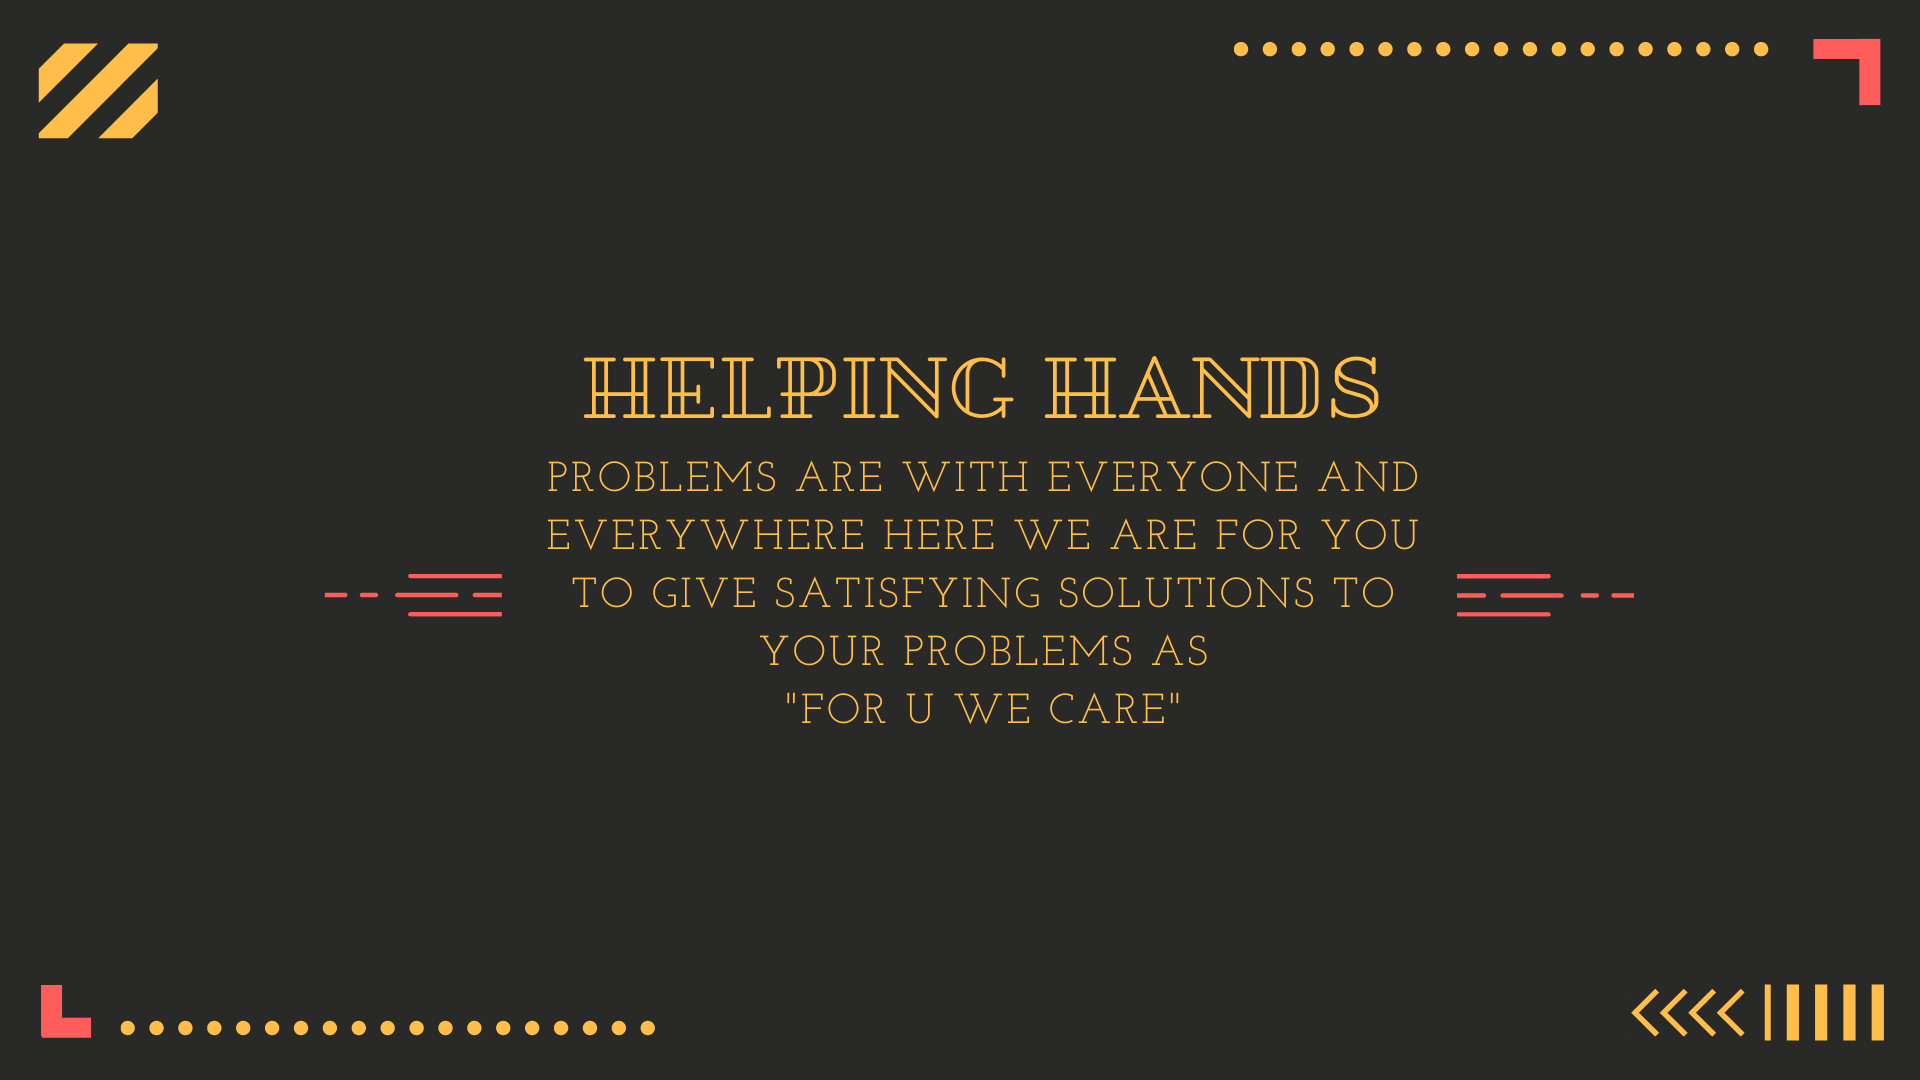 HELPING HANDS
PROBLEMS ARE WITH EVERYONE AND
EVERYWHERE HERE WE ARE FOR YOU
TO GIVE SATISFYING SOLUTIONS TO
YOUR PROBLEMS AS
"FOR U WE CARE"